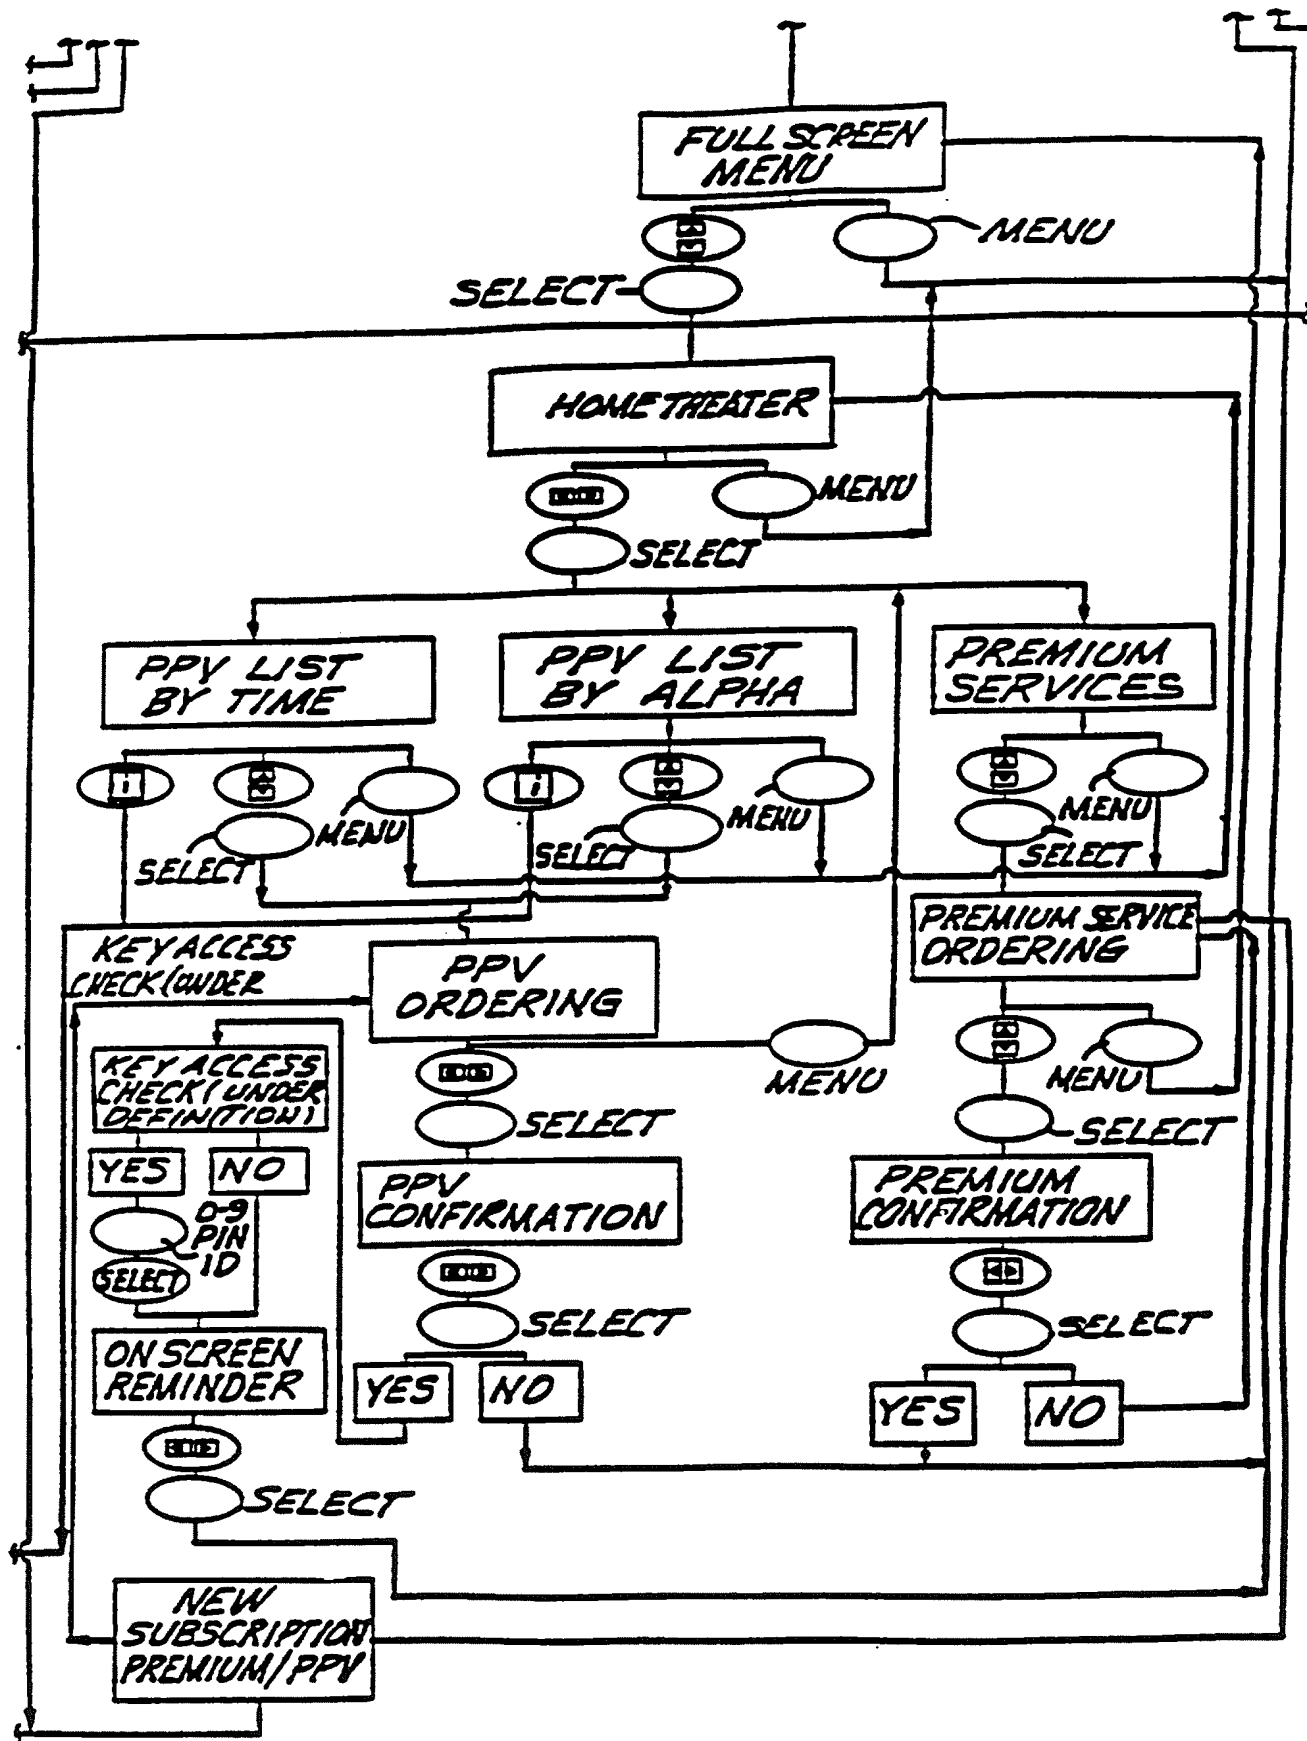 FULL SCREEN
MENU
MENU
SELECT
HOME THEATER
MENU
SELECT
PPV LIST
BY TIME
PPV LIST
BY ALPHA
PREMIUM
SERVICES
i
i
SELECT
MENU
SELECT
MENU
MENU
SELECT
KEY ACCESS
CHECK (UNDER
PPV
ORDERING
PREMIUM SERVICE
ORDERING
MENU
MENU
KEY ACCESS
CHECK (UNDER
DEFINITION)
SELECT
SELECT
YES
NO
PPV
CONFIRMATION
PREMIUM
CONFIRMATION
0-9
PIN
ID
SELECT
SELECT
SELECT
ON SCREEN
REMINDER
YES
NO
YES
NO
SELECT
NEW
SUBSCRIPTION
PREMIUM/PPV